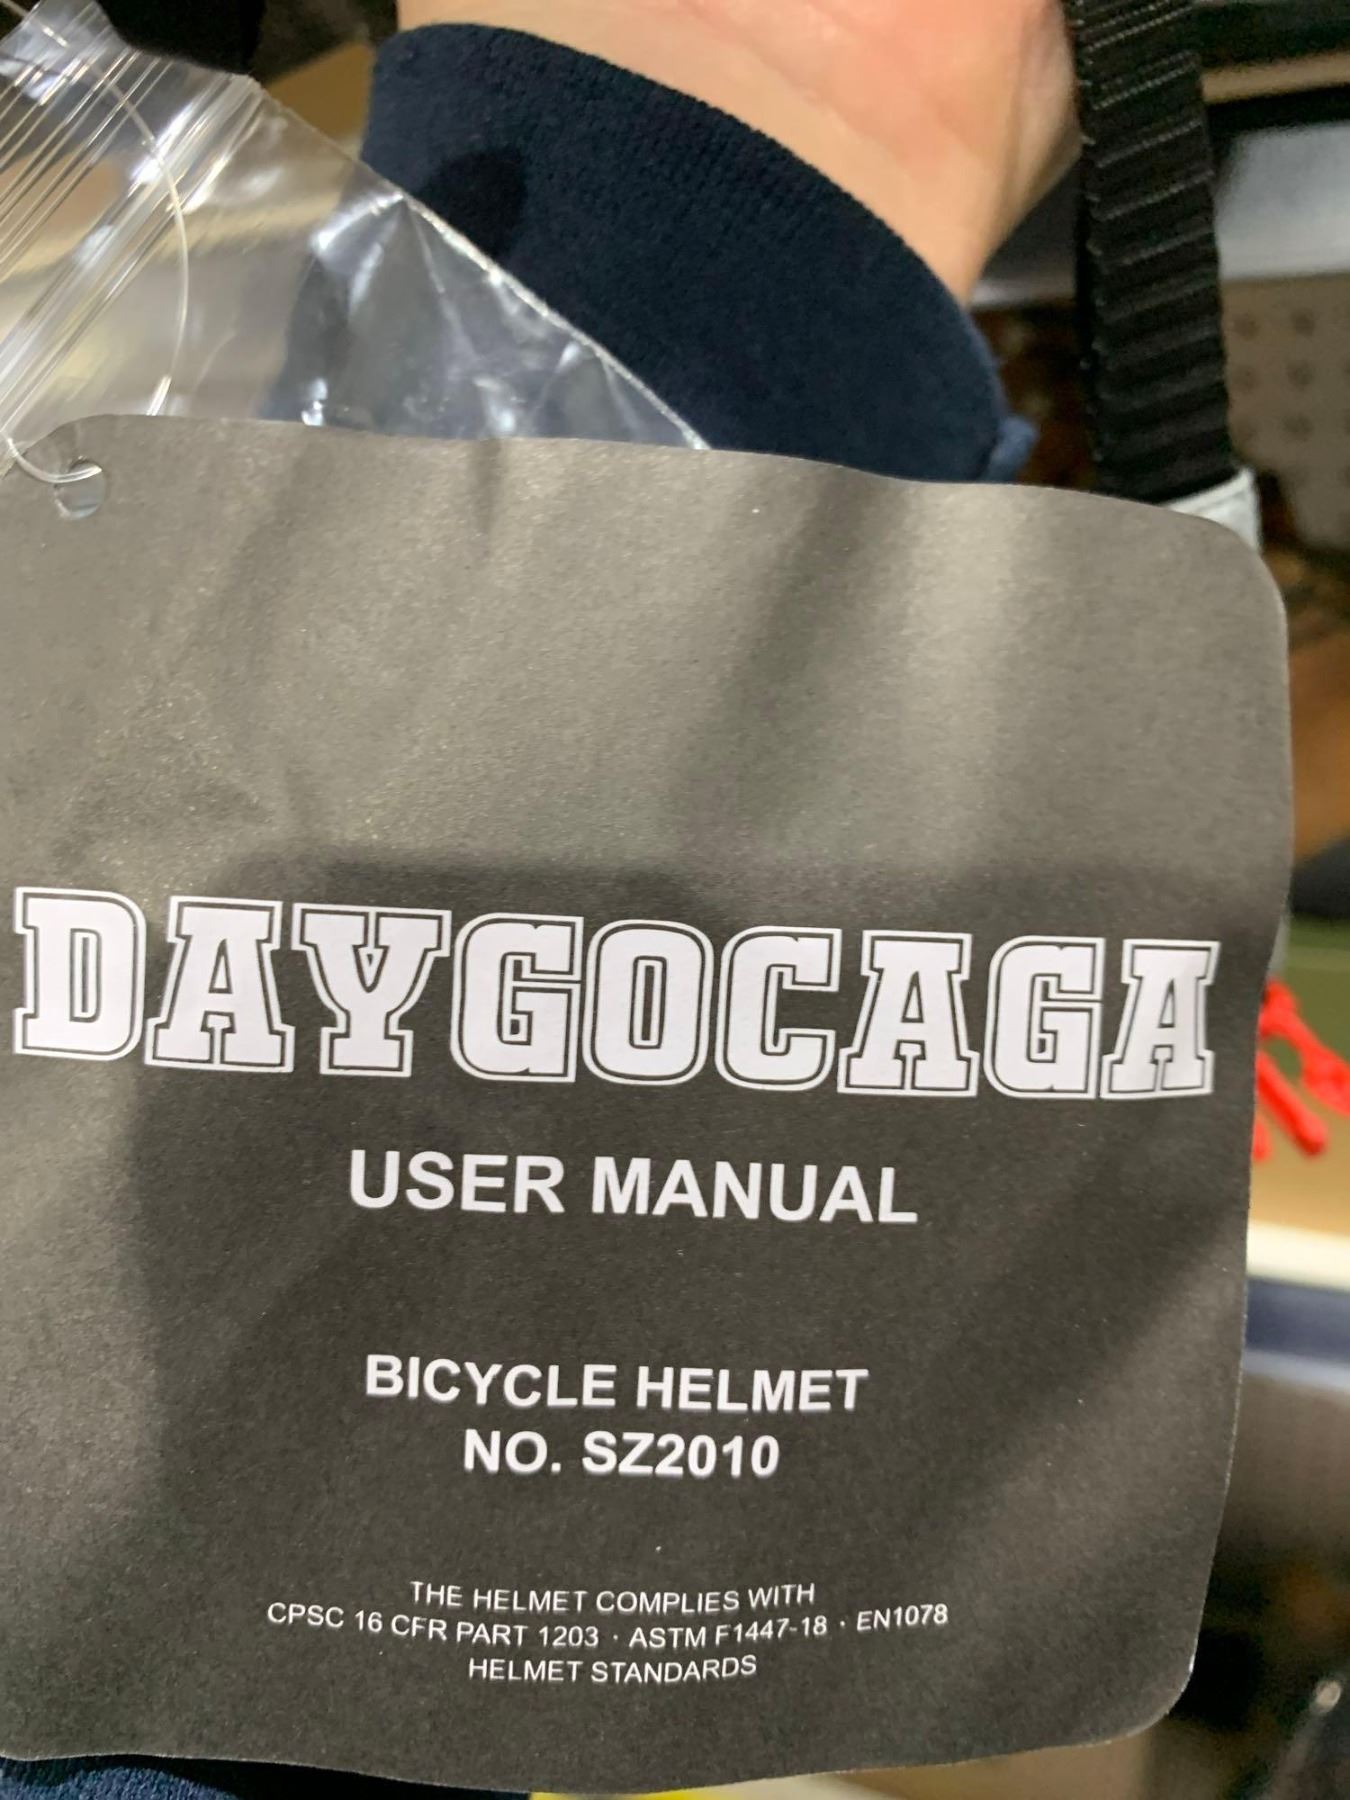 DAYGOCAGA
USER MANUAL
BICYCLE HELMET
NO. SZ2010
THE HELMET COMPLIES WITH
CPSC 16 CFR PART 1203 · ASTM F1447-18 · EN1078
HELMET STANDARDS